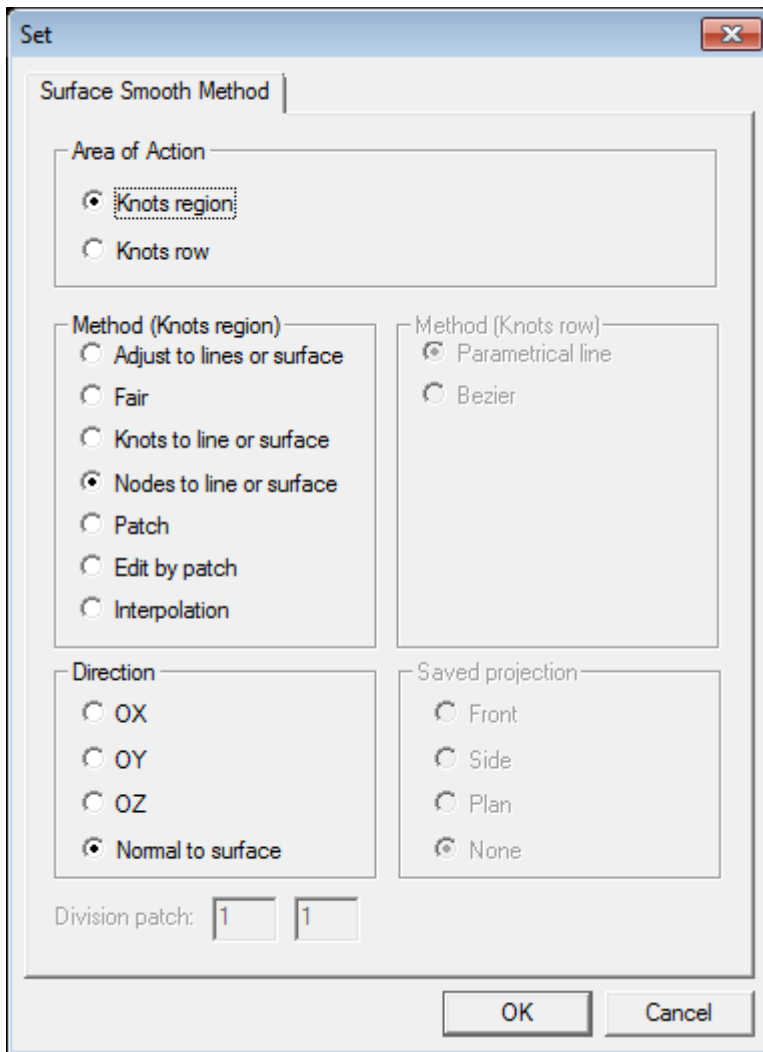 Set
Surface Smooth Method
Area of Action
Knots region
Knots row
Method (Knots region)
Adjust to lines or surface
Fair
Knots to line or surface
Nodes to line or surface
Patch
Edit by patch
Interpolation
Method (Knots row)
Parametrical line
Bezier
Direction
OX
OY
OZ
Normal to surface
Saved projection
Front
Side
Plan
None
Division patch: 1 1
OK Cancel